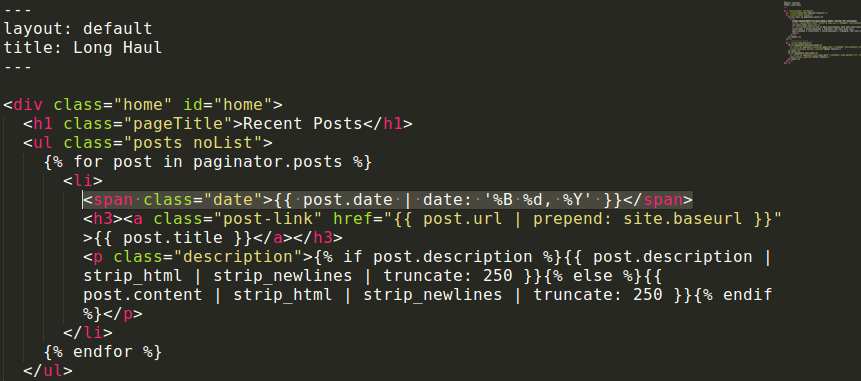 ---
layout: default
title: Long Haul
---
<div class="home" id="home">
<h1 class="pageTitle">Recent Posts</h1>
<ul class="posts noList">
{% for post in paginator.posts %}
<li>
<span class="date">{{ post.date | date: '%B %d, %Y' }}</span>
<h3><a class="post-link" href="{{ post.url | prepend: site.baseurl }}"
>{{ post.title }}</a></h3>
<p class="description">{% if post.description %}{{ post.description |
strip_html | strip_newlines | truncate: 250 }}{% else %}{{
post.content | strip_html | strip_newlines | truncate: 250 }}{% endif
%}</p>
</li>
{% endfor %}
</ul>